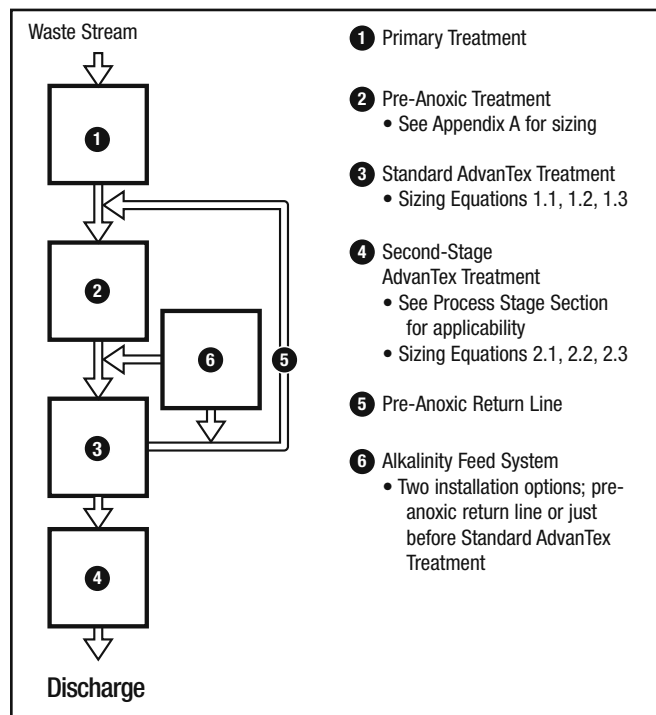 Waste Stream
1
2
6
5
3
4
Discharge
1 Primary Treatment
2 Pre-Anoxic Treatment
• See Appendix A for sizing
3 Standard AdvanTex Treatment
• Sizing Equations 1.1, 1.2, 1.3
4 Second-Stage
AdvanTex Treatment
• See Process Stage Section
for applicability
• Sizing Equations 2.1, 2.2, 2.3
5 Pre-Anoxic Return Line
6 Alkalinity Feed System
• Two installation options; pre-
anoxic return line or just
before Standard AdvanTex
Treatment